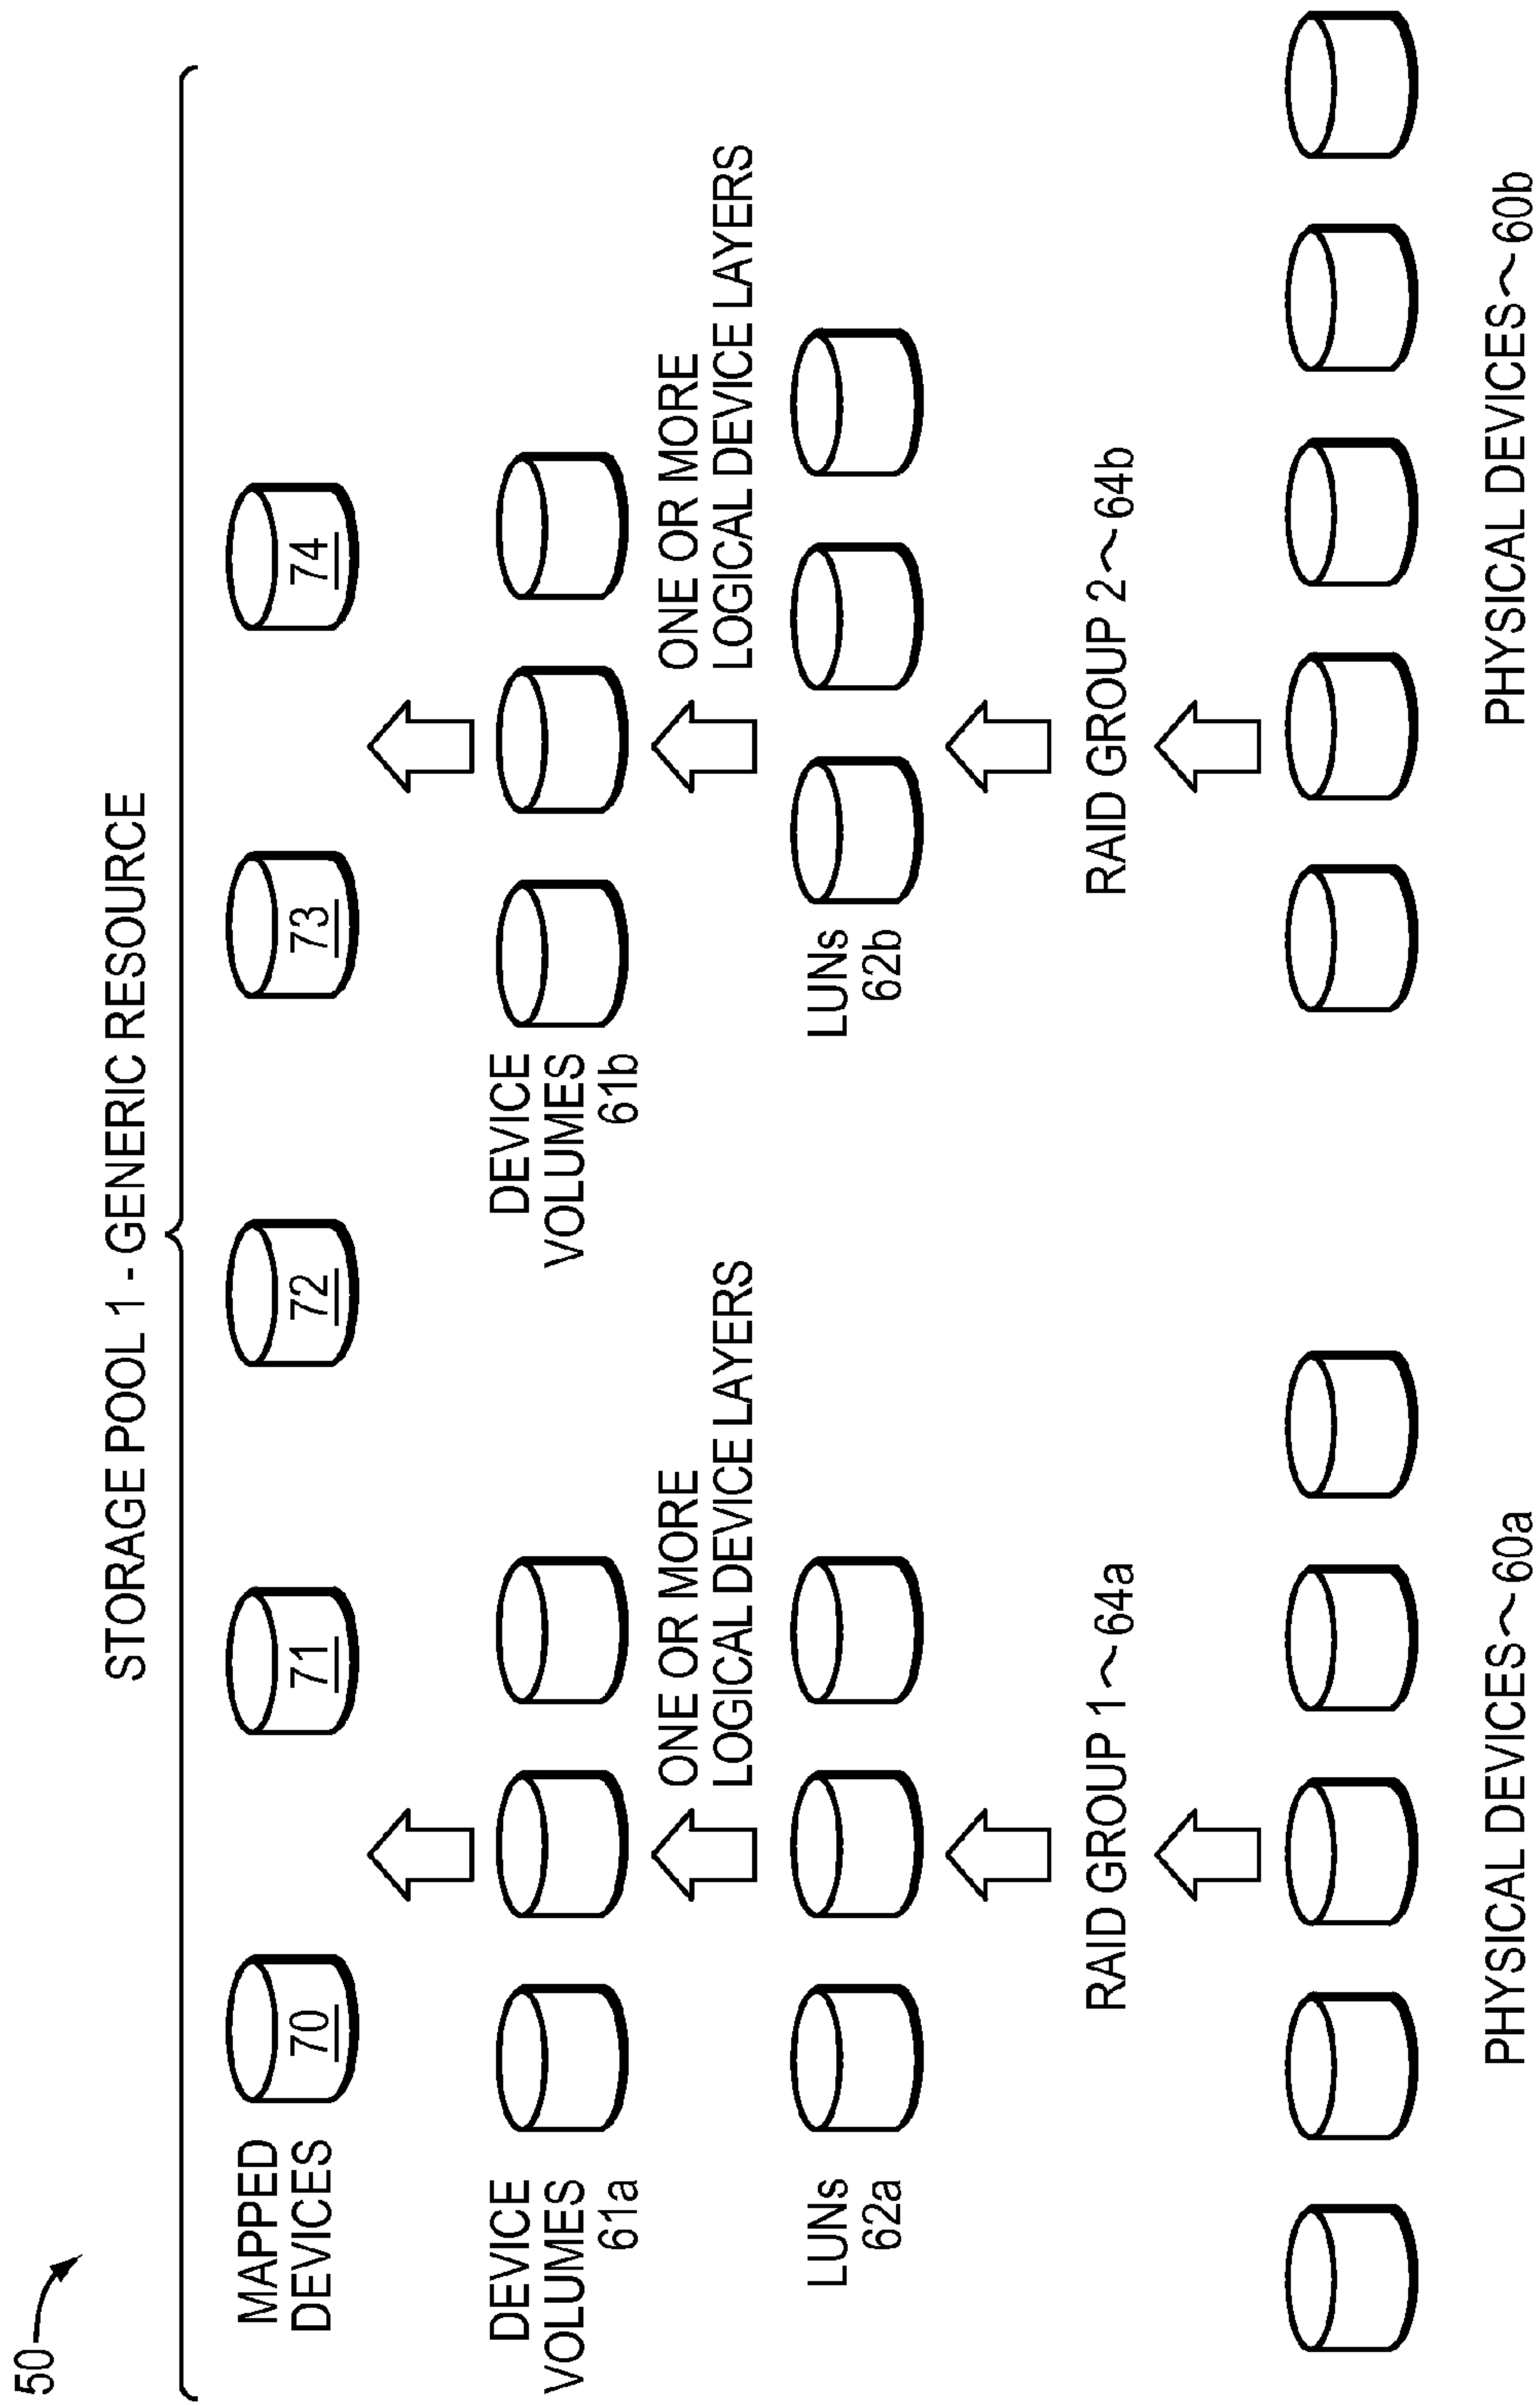 50
STORAGE POOL 1 - GENERIC RESOURCE
MAPPED
DEVICES
70
71
72
73
74
DEVICE
VOLUMES
61a
DEVICE
VOLUMES
61b
ONE OR MORE
LOGICAL DEVICE LAYERS
ONE OR MORE
LOGICAL DEVICE LAYERS
LUNs
62a
LUNs
62b
RAID GROUP 1~64a
RAID GROUP 2~64b
PHYSICAL DEVICES~60a
PHYSICAL DEVICES~60b